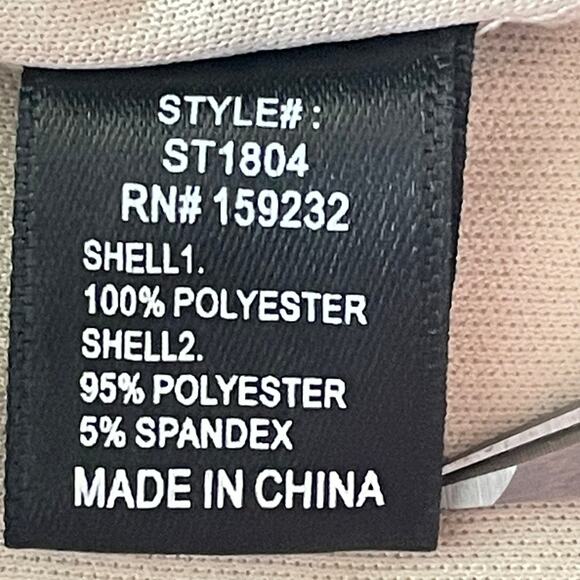 STYLE# :
ST1804
RN# 159232
SHELL1.
100% POLYESTER
SHELL2.
95% POLYESTER
5% SPANDEX
MADE IN CHINA